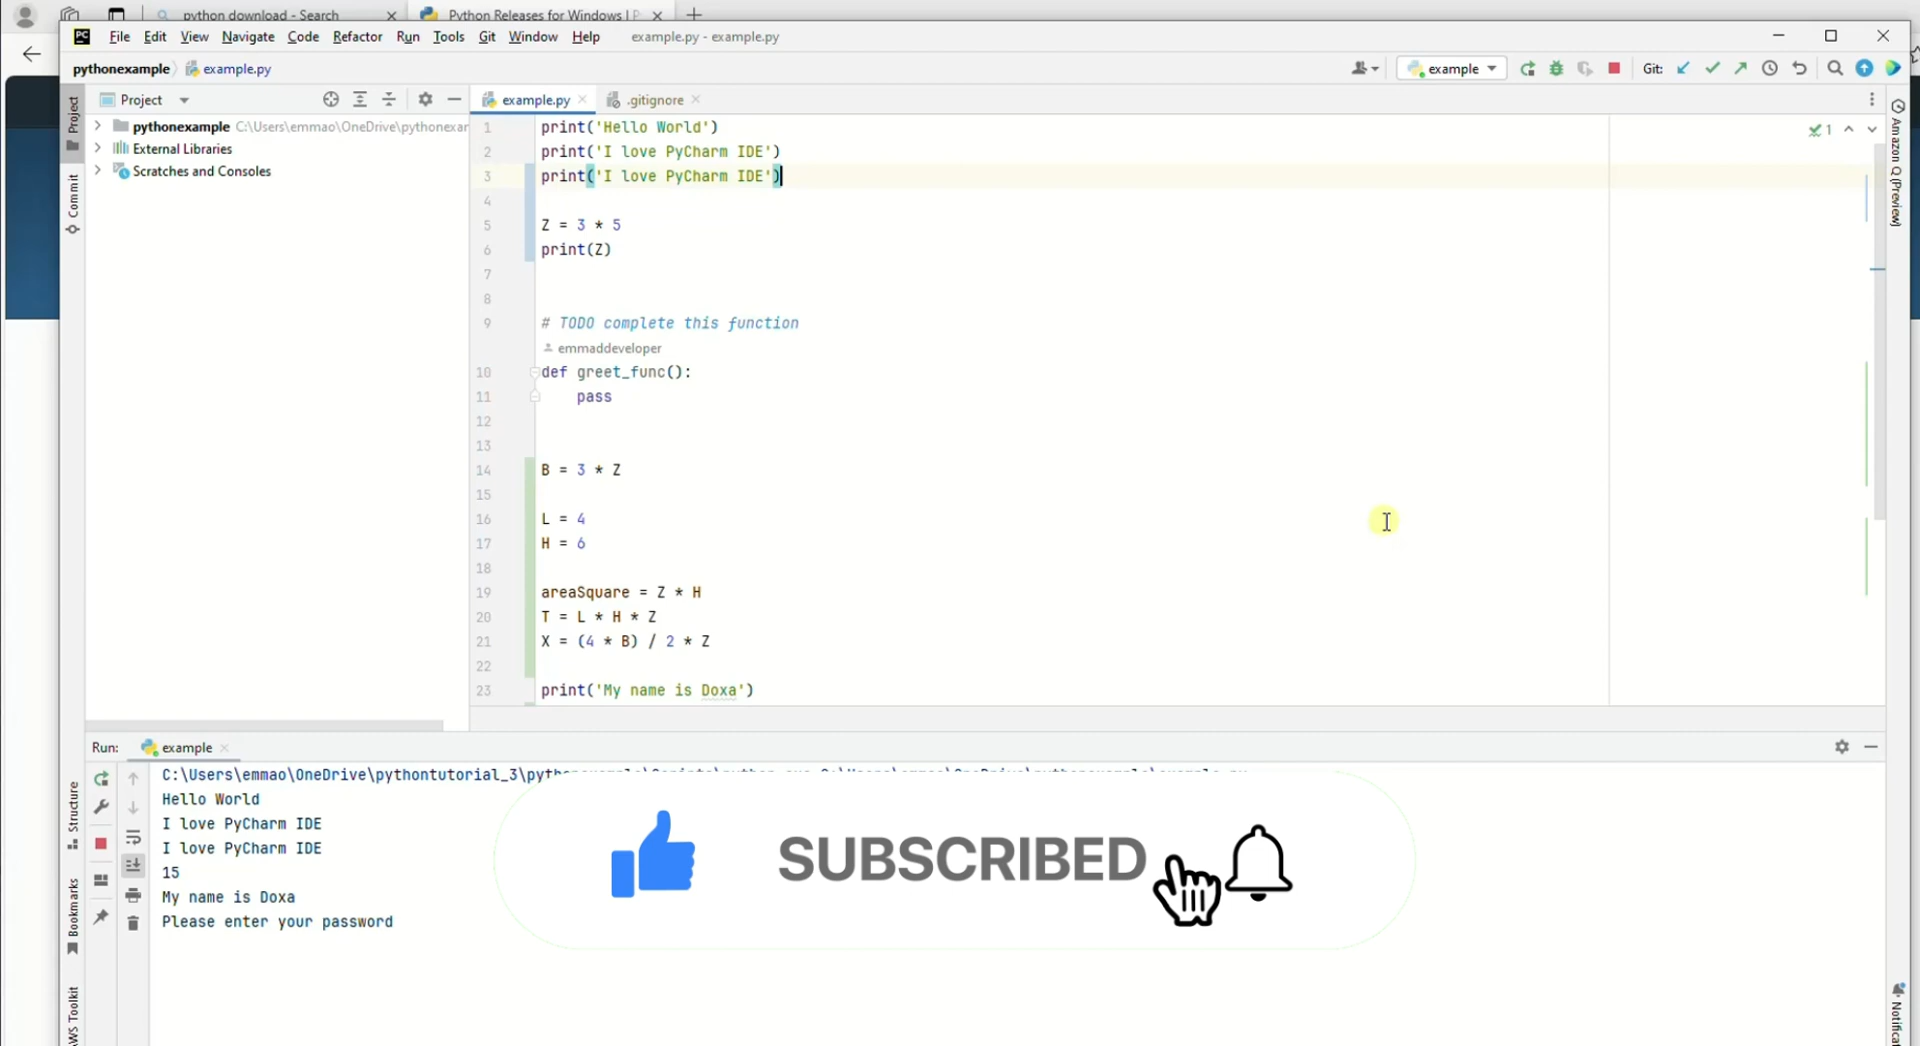 python download - Search
Python Releases for Windows | P
File Edit View Navigate Code Refactor Run Tools Git Window Help example.py - example.py
pythonexample example.py
example
Git:
Project
example.py
.gitignore
Project
Commit
pythonexample C:\Users\emmao\OneDrive\pythonexar
External Libraries
Scratches and Consoles
1 print('Hello World')
2 print('I love PyCharm IDE')
3 print('I love PyCharm IDE')
4
5 Z = 3 * 5
6 print(Z)
7
8
9 # TODO complete this function
emmaddeveloper
10 def greet_func():
11 pass
12
13
14 B = 3 * Z
15
16 L = 4
17 H = 6
18
19 areaSquare = Z * H
20 T = L * H * Z
21 X = (4 * B) / 2 * Z
22
23 print('My name is Doxa')
1
Amazon Q (Preview)
Run: example
C:\Users\emmao\OneDrive\pythontutorial_3\pyth
Hello World
I love PyCharm IDE
I love PyCharm IDE
15
My name is Doxa
Please enter your password
SUBSCRIBED
Structure
Bookmarks
WS Toolkit
Notificat